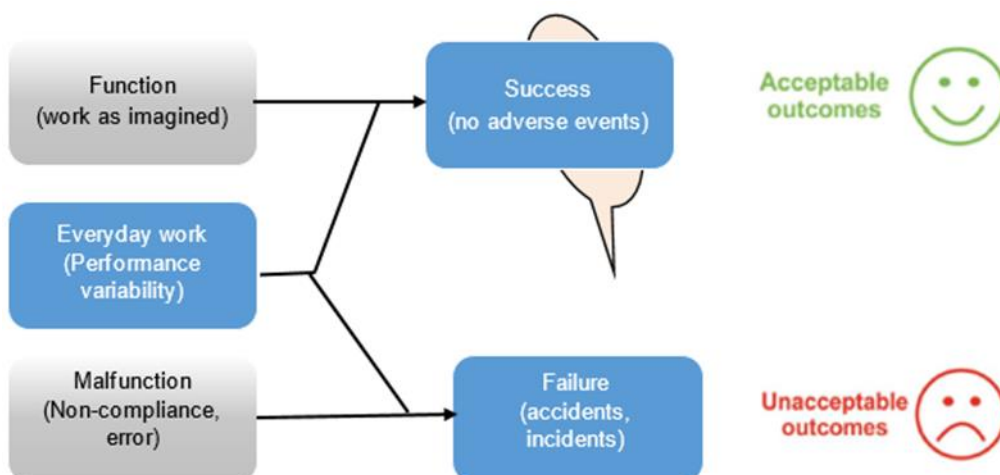 Function
(work as imagined)
Success
(no adverse events)
Acceptable
outcomes
Everyday work
(Performance
variability)
Malfunction
(Non-compliance,
error)
Failure
(accidents,
incidents)
Unacceptable
outcomes